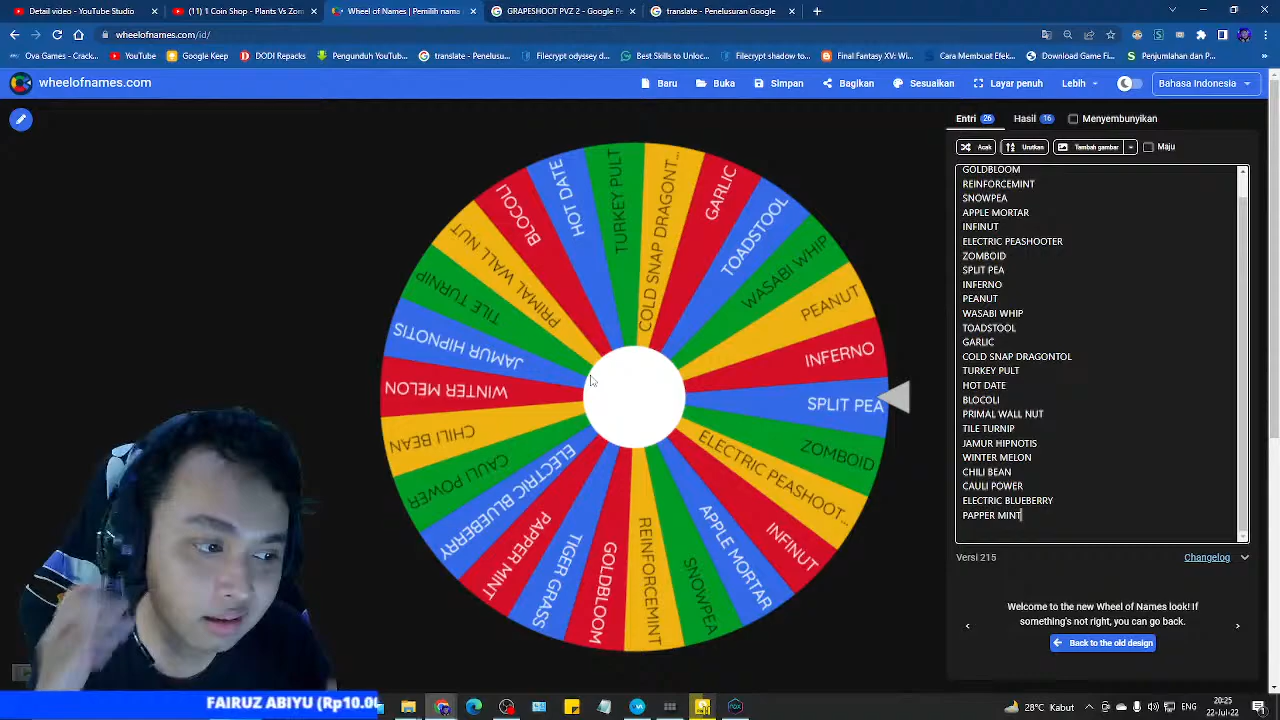 Detail video - YouTube
(11) 1 Coin Shop - Plants Vs Zor
Wheel of Names | Pemilih nama
GRAPESHOOT PVZ 2 - Google P
translate - Penelusuran Google
wheelofnames.com/id/
Ova Games - Crack...
YouTube
Google Keep
DODI Repacks
Pengunduh YouTub...
translate - Penelus...
Filecrypt odyssey d...
Best Skills to Unloc...
Filecrypt adventure...
Final Fantasy XV: Wi...
Cara Membuat Efek...
Download Game Fi...
Penjumlahan dan P...
wheelofnames.com
Baru
Buka
Simpan
Bagikan
Sesuaikan
Layar penuh
Lebih
Bahasa Indonesia
Entri 26
Hasil 16
Menyembunyikan
Acak
Urutan
Tambah gambar
Maju
GOLDBLOOM
REINFORCEMINT
SNOWPEA
APPLE MORTAR
INFINUT
ELECTRIC PEASHOOTER
ZOMBOID
SPLIT PEA
INFERNO
PEANUT
WASABI WHIP
TOADSTOOL
GARLIC
COLD SNAP DRAGONTOL
TURKEY PULT
HOT DATE
BLOCOLI
PRIMAL WALL NUT
TILE TURNIP
JAMUR HIPNOTIS
WINTER MELON
CHILI BEAN
CAULI POWER
ELECTRIC BLUEBERRY
PAPPER MINT
TURKEY PULT
COLD SNAP DRAGONT...
GARLIC
TOADSTOOL
WASABI WHIP
PEANUT
INFERNO
SPLIT PEA
ZOMBOID
ELECTRIC PEASHOOT...
INFINUT
APPLE MORTAR
SNOWPEA
REINFORCEMINT
GOLDBLOOM
TIGER GRASS
PAPPER MINT
ELECTRIC BLUEBERRY
CAULI POWER
CHILI BEAN
WINTER MELON
JAMUR HIPNOTIS
TILE TURNIP
PRIMAL WALL NUT
BLOCOLI
HOT DATE
Versi 215
Changelog
Welcome to the new Wheel of Names look! If
something's not right, you can go back.
Back to the old design
FAIRUZ ABIYU (Rp10.00
28°C Kabut
20:25
22-Jul-22